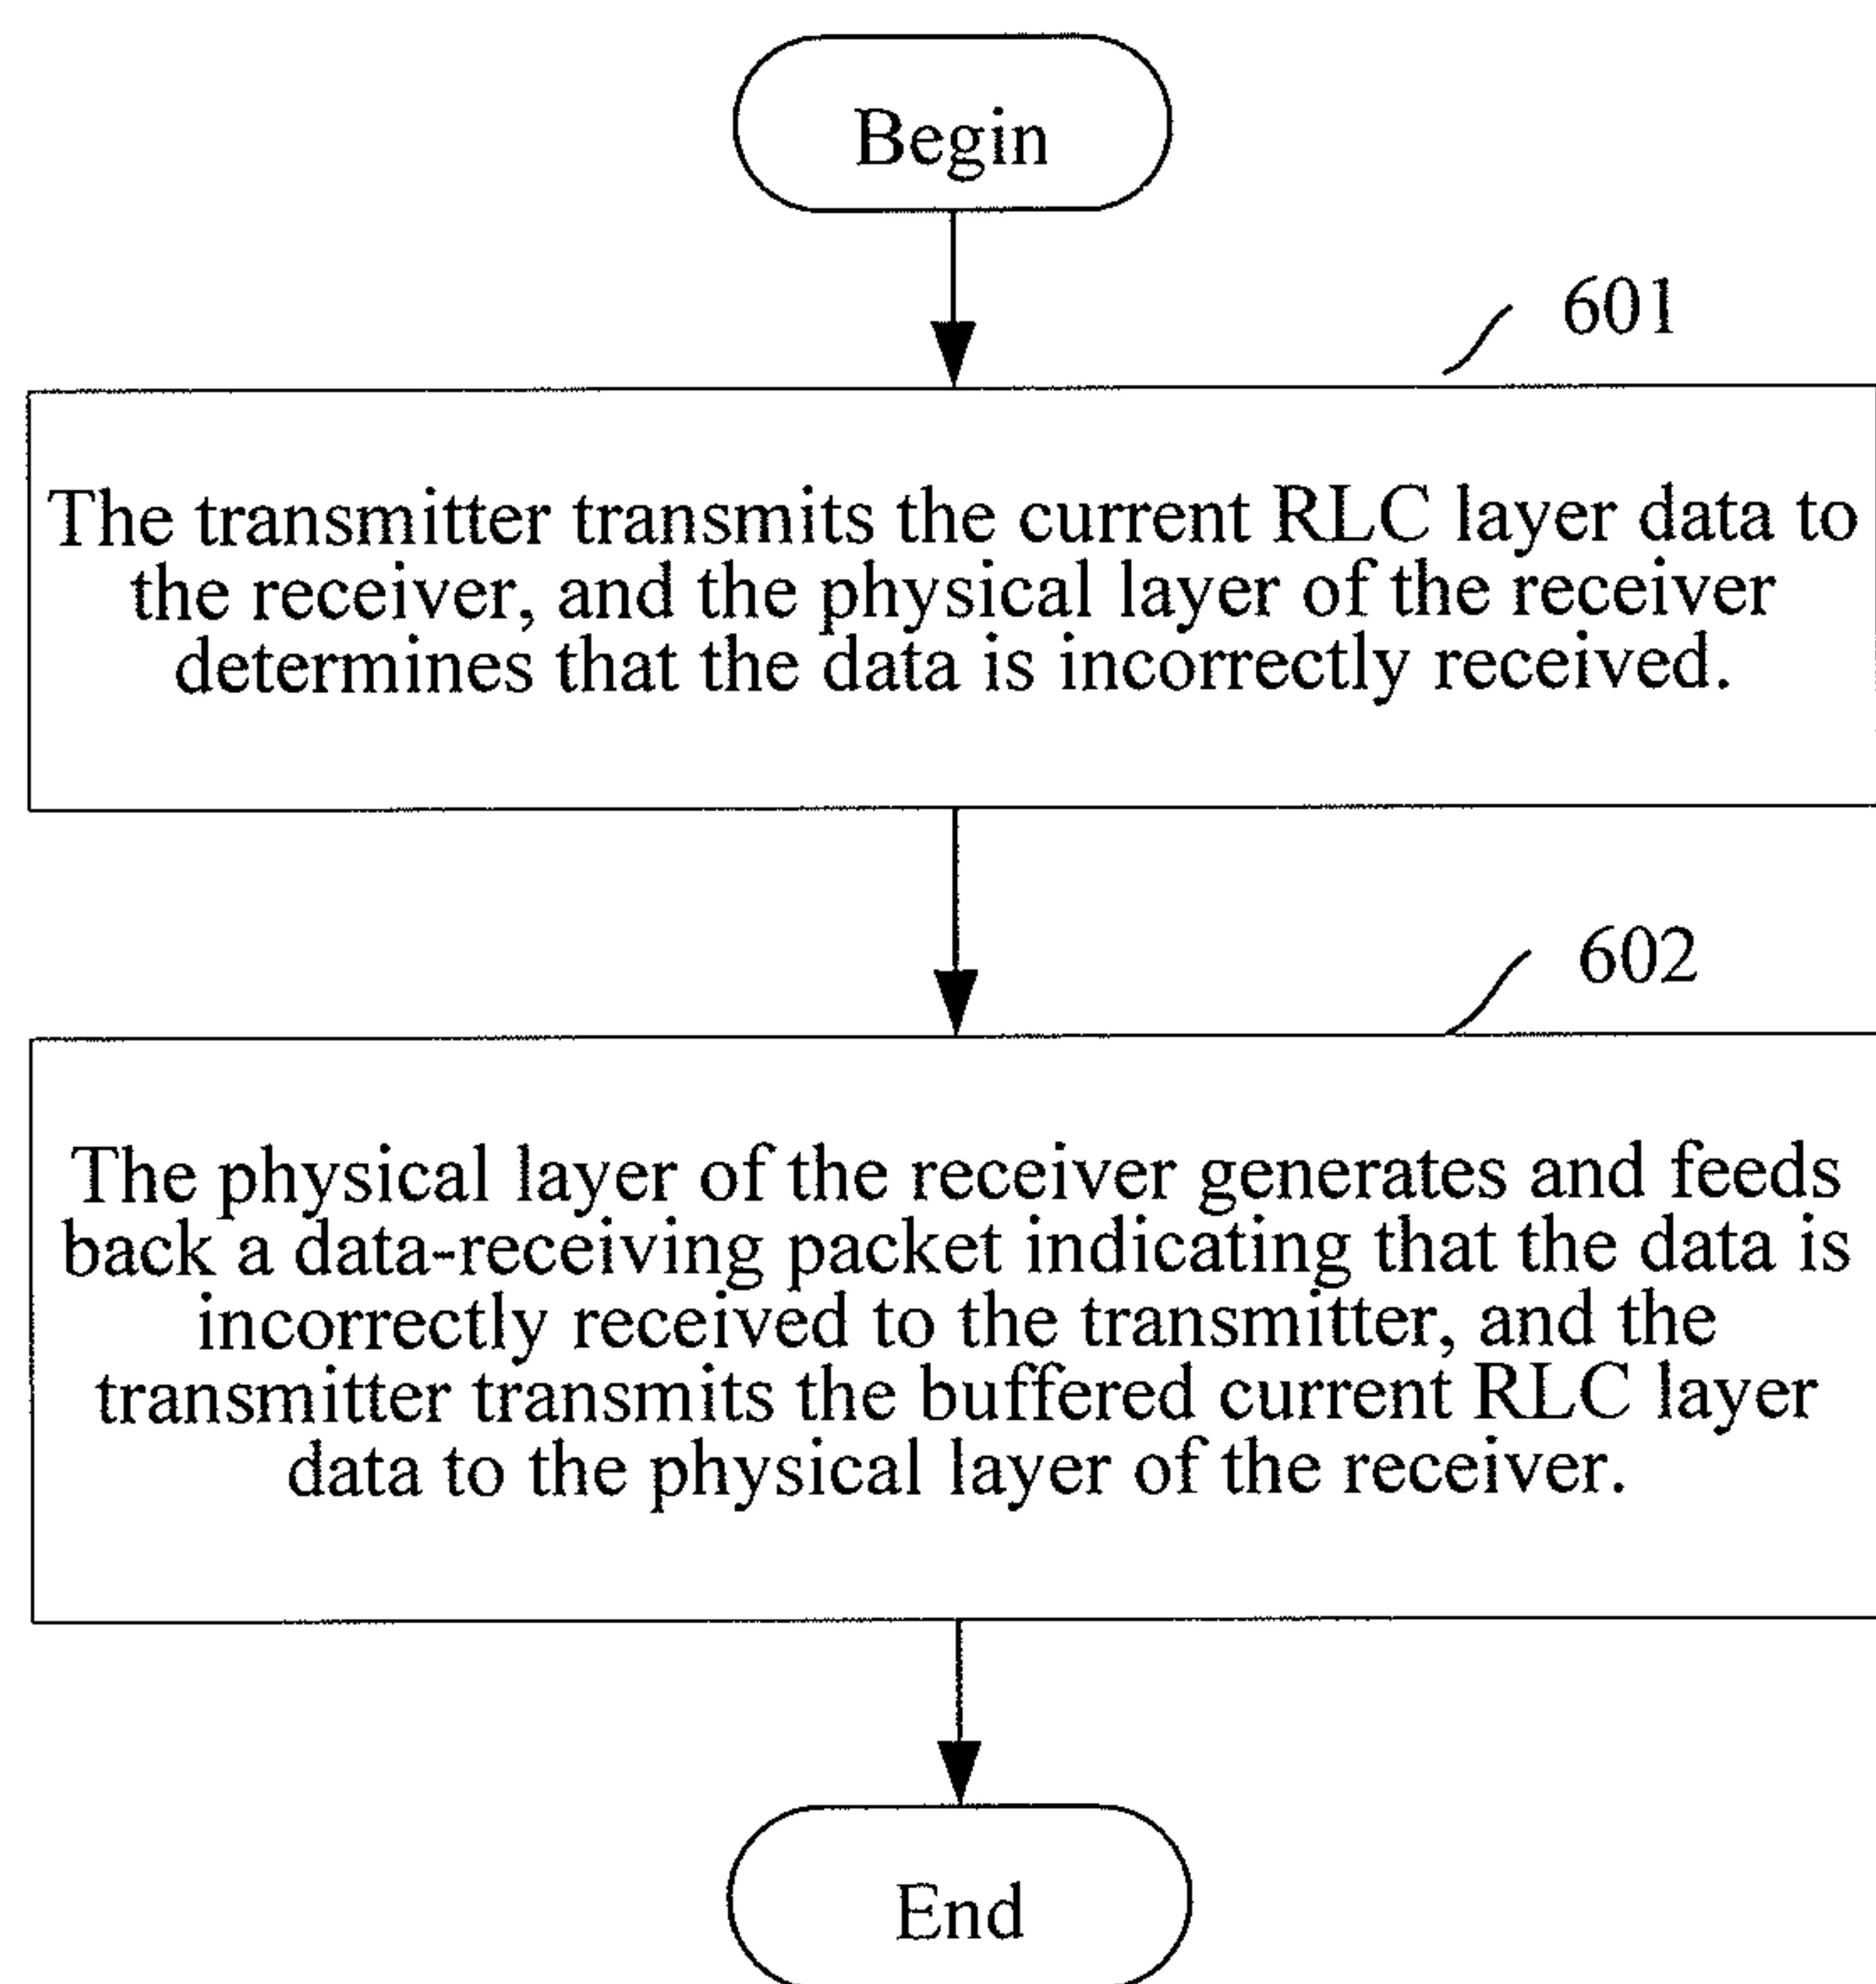 Begin
601
The transmitter transmits the current RLC layer data to
the receiver, and the physical layer of the receiver
determines that the data is incorrectly received.
602
The physical layer of the receiver generates and feeds
back a data-receiving packet indicating that the data is
incorrectly received to the transmitter, and the
transmitter transmits the buffered current RLC layer
data to the physical layer of the receiver.
End